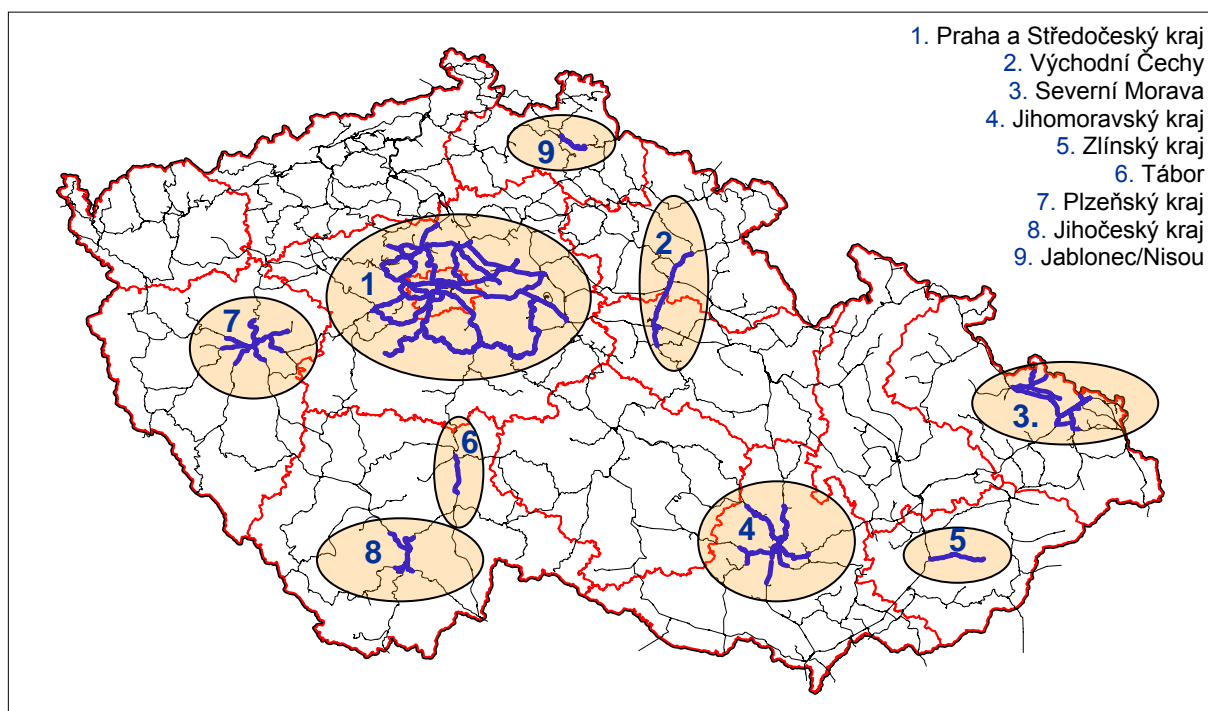 1. Praha a Středočeský kraj
2. Východní Čechy
3. Severní Morava
4. Jihomoravský kraj
5. Zlínský kraj
6. Tábor
7. Plzeňský kraj
8. Jihočeský kraj
9. Jablonec/Nisou
9
2
1
7
3.
6
4
5
8